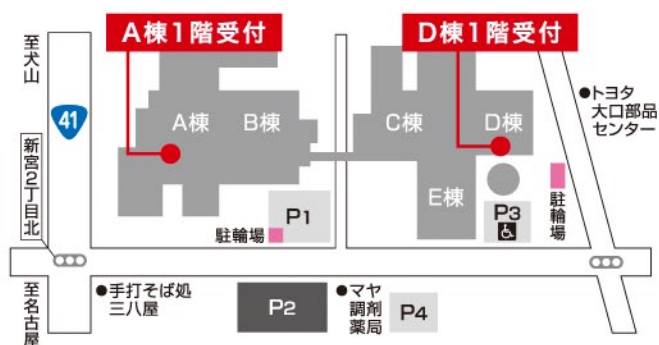 A棟1階受付
D棟1階受付
至犬山
41
新宮2丁目北
至名古屋
A棟
B棟
C棟
D棟
E棟
●トヨタ
大口部品
センター
P1
駐輪場
P3
駐輪場
●手打そば処
三八屋
P2
●マヤ
調剤
薬局
P4